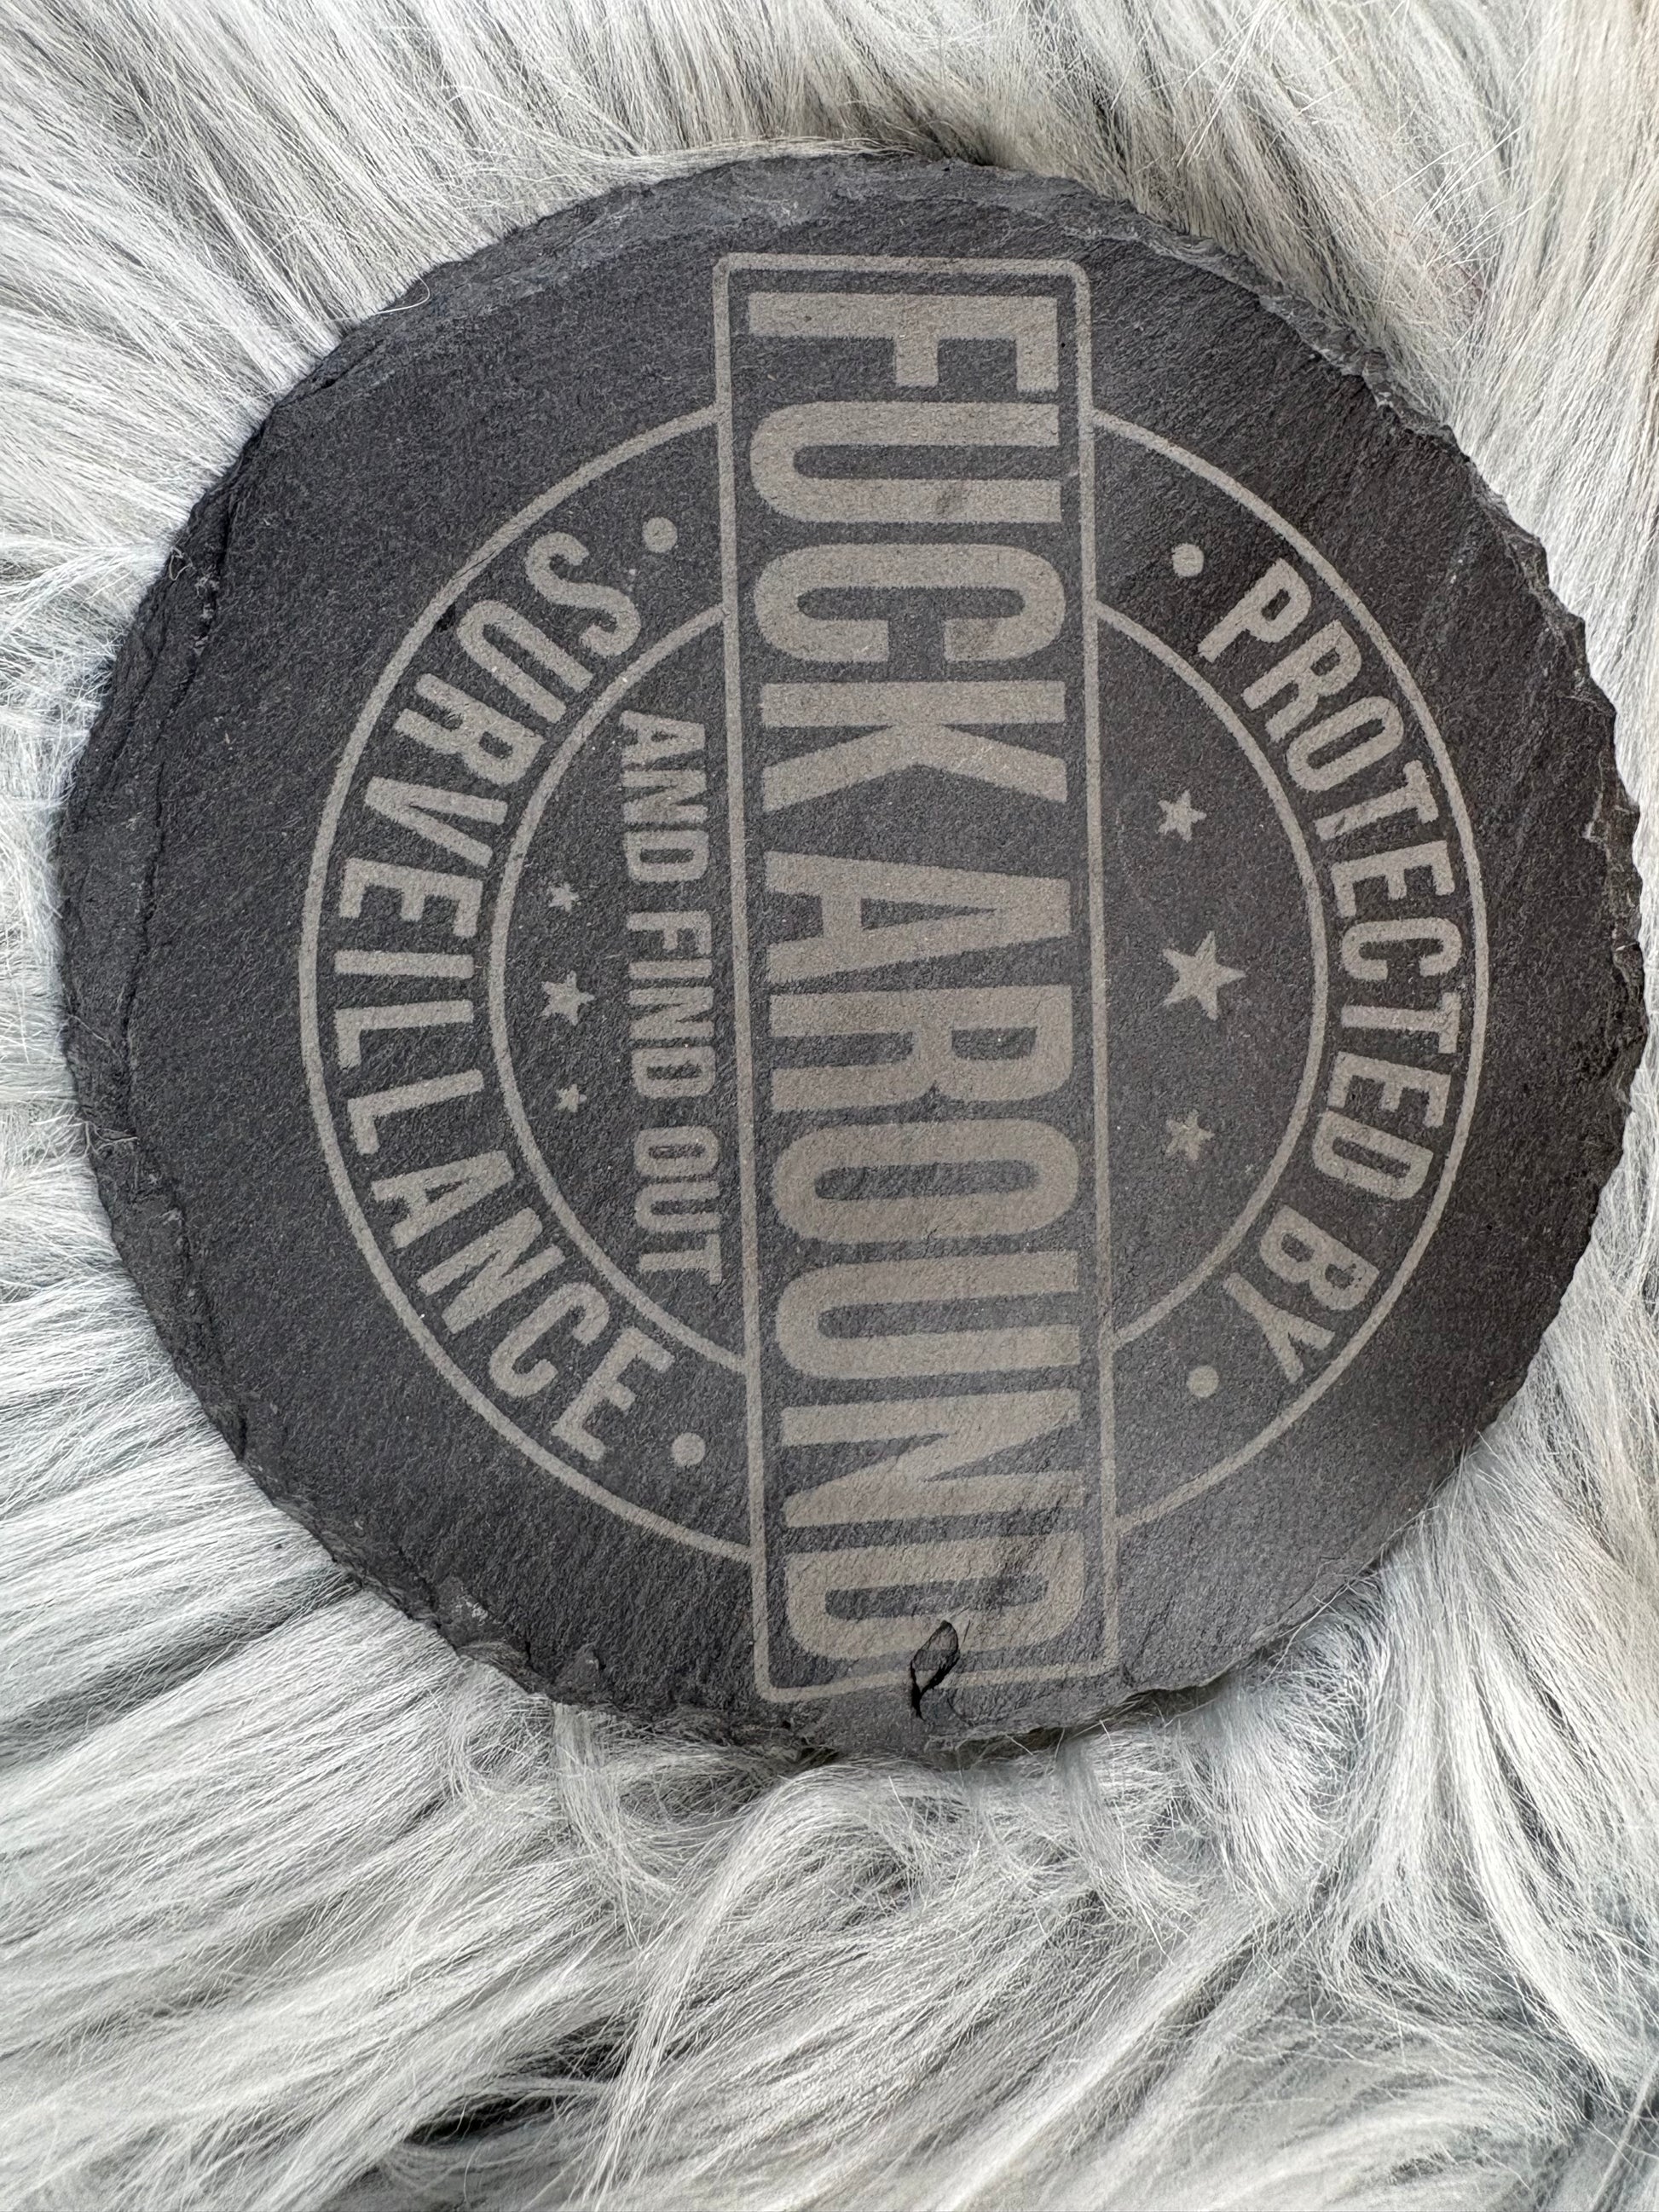 PROTECTED BY
FUCK AROUND
AND FIND OUT
SURVEILLANCE